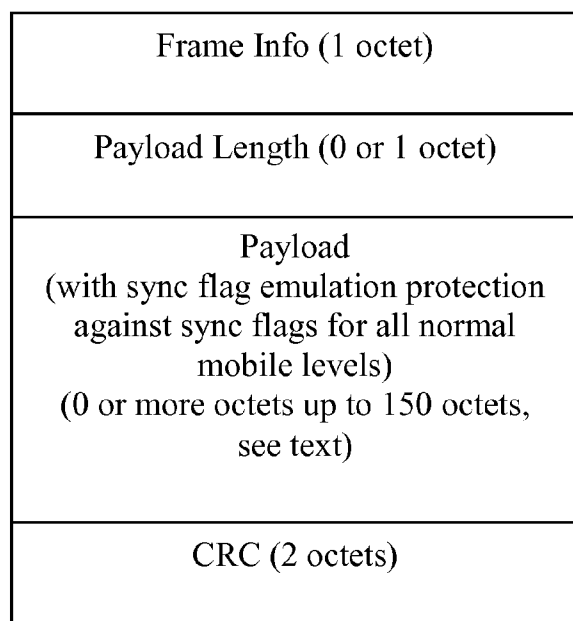 Frame Info (1 octet)
Payload Length (0 or 1 octet)
Payload
(with sync flag emulation protection
against sync flags for all normal
mobile levels)
(0 or more octets up to 150 octets,
see text)
CRC (2 octets)